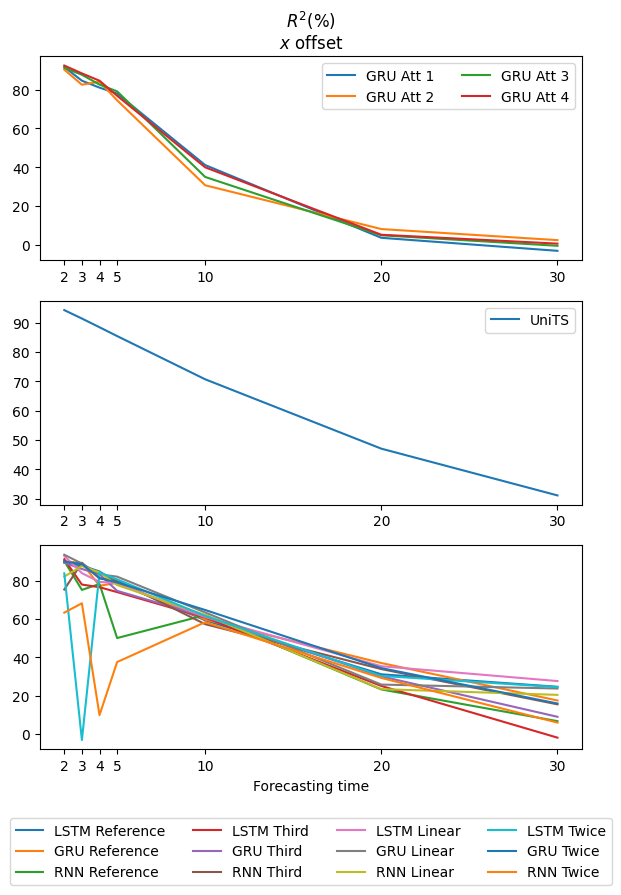 R²(%)
x offset
GRU Att 1 GRU Att 3
GRU Att 2 GRU Att 4
80
60
40
20
0
2 3 4 5 10 20 30
UniTS
90
80
70
60
50
40
30
2 3 4 5 10 20 30
80
60
40
20
0
2 3 4 5 10 20 30
Forecasting time
LSTM Reference LSTM Third LSTM Linear LSTM Twice
GRU Reference GRU Third GRU Linear GRU Twice
RNN Reference RNN Third RNN Linear RNN Twice